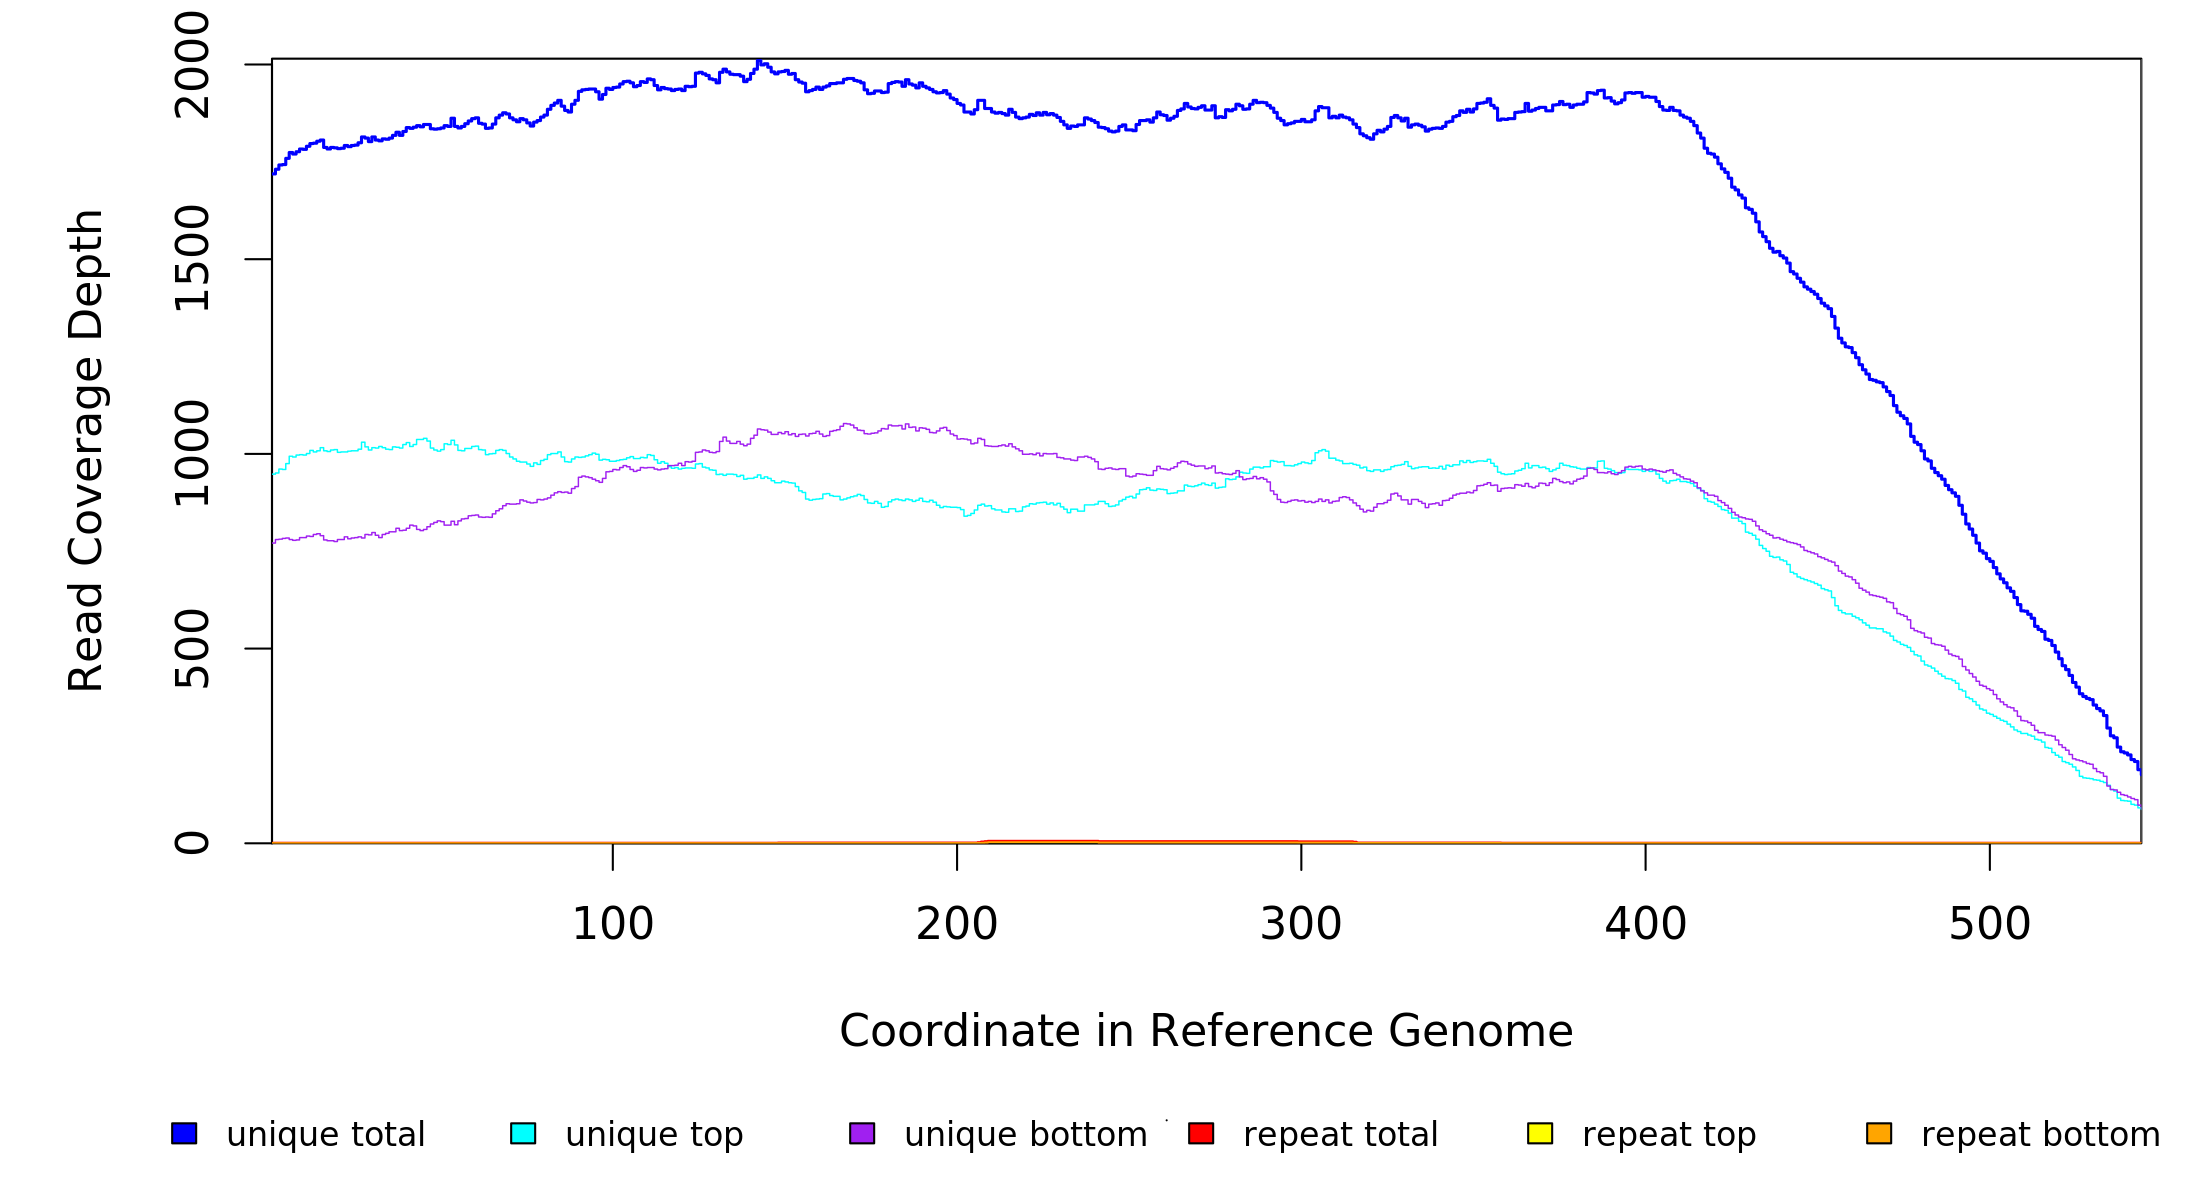 2000
1500
1000
500
0
Read Coverage Depth
100 200 300 400 500
Coordinate in Reference Genome
unique total unique top unique bottom repeat total repeat top repeat bottom